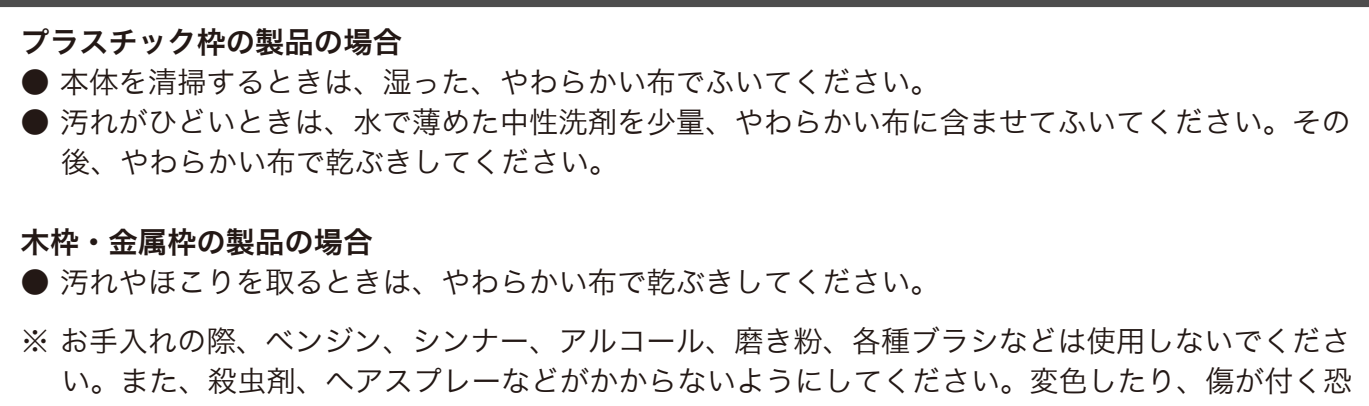 プラスチック枠の製品の場合
● 本体を清掃するときは、湿った、やわらかい布でふいてください。
● 汚れがひどいときは、水で薄めた中性洗剤を少量、やわらかい布に含ませてふいてください。その
後、やわらかい布で乾ぶきしてください。
木枠・金属枠の製品の場合
● 汚れやほこりを取るときは、やわらかい布で乾ぶきしてください。
※ お手入れの際、ベンジン、シンナー、アルコール、磨き粉、各種ブラシなどは使用しないでくださ
い。また、殺虫剤、ヘアスプレーなどがかからないようにしてください。変色したり、傷が付く恐